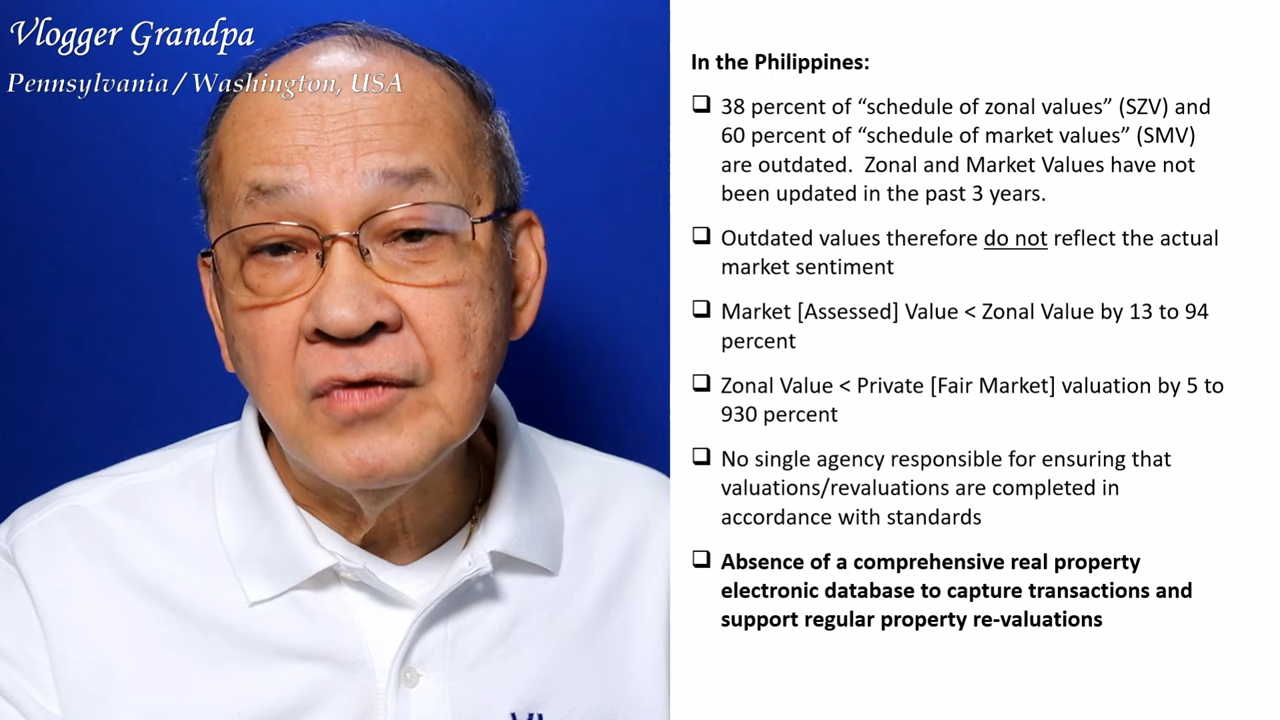 Vlogger Grandpa
Pennsylvania / Washington, USA
In the Philippines:
❑ 38 percent of “schedule of zonal values” (SZV) and
60 percent of “schedule of market values” (SMV)
are outdated.  Zonal and Market Values have not
been updated in the past 3 years.
❑ Outdated values therefore do not reflect the actual
market sentiment
❑ Market [Assessed] Value < Zonal Value by 13 to 94
percent
❑ Zonal Value < Private [Fair Market] valuation by 5 to
930 percent
❑ No single agency responsible for ensuring that
valuations/revaluations are completed in
accordance with standards
❑ Absence of a comprehensive real property
electronic database to capture transactions and
support regular property re-valuations